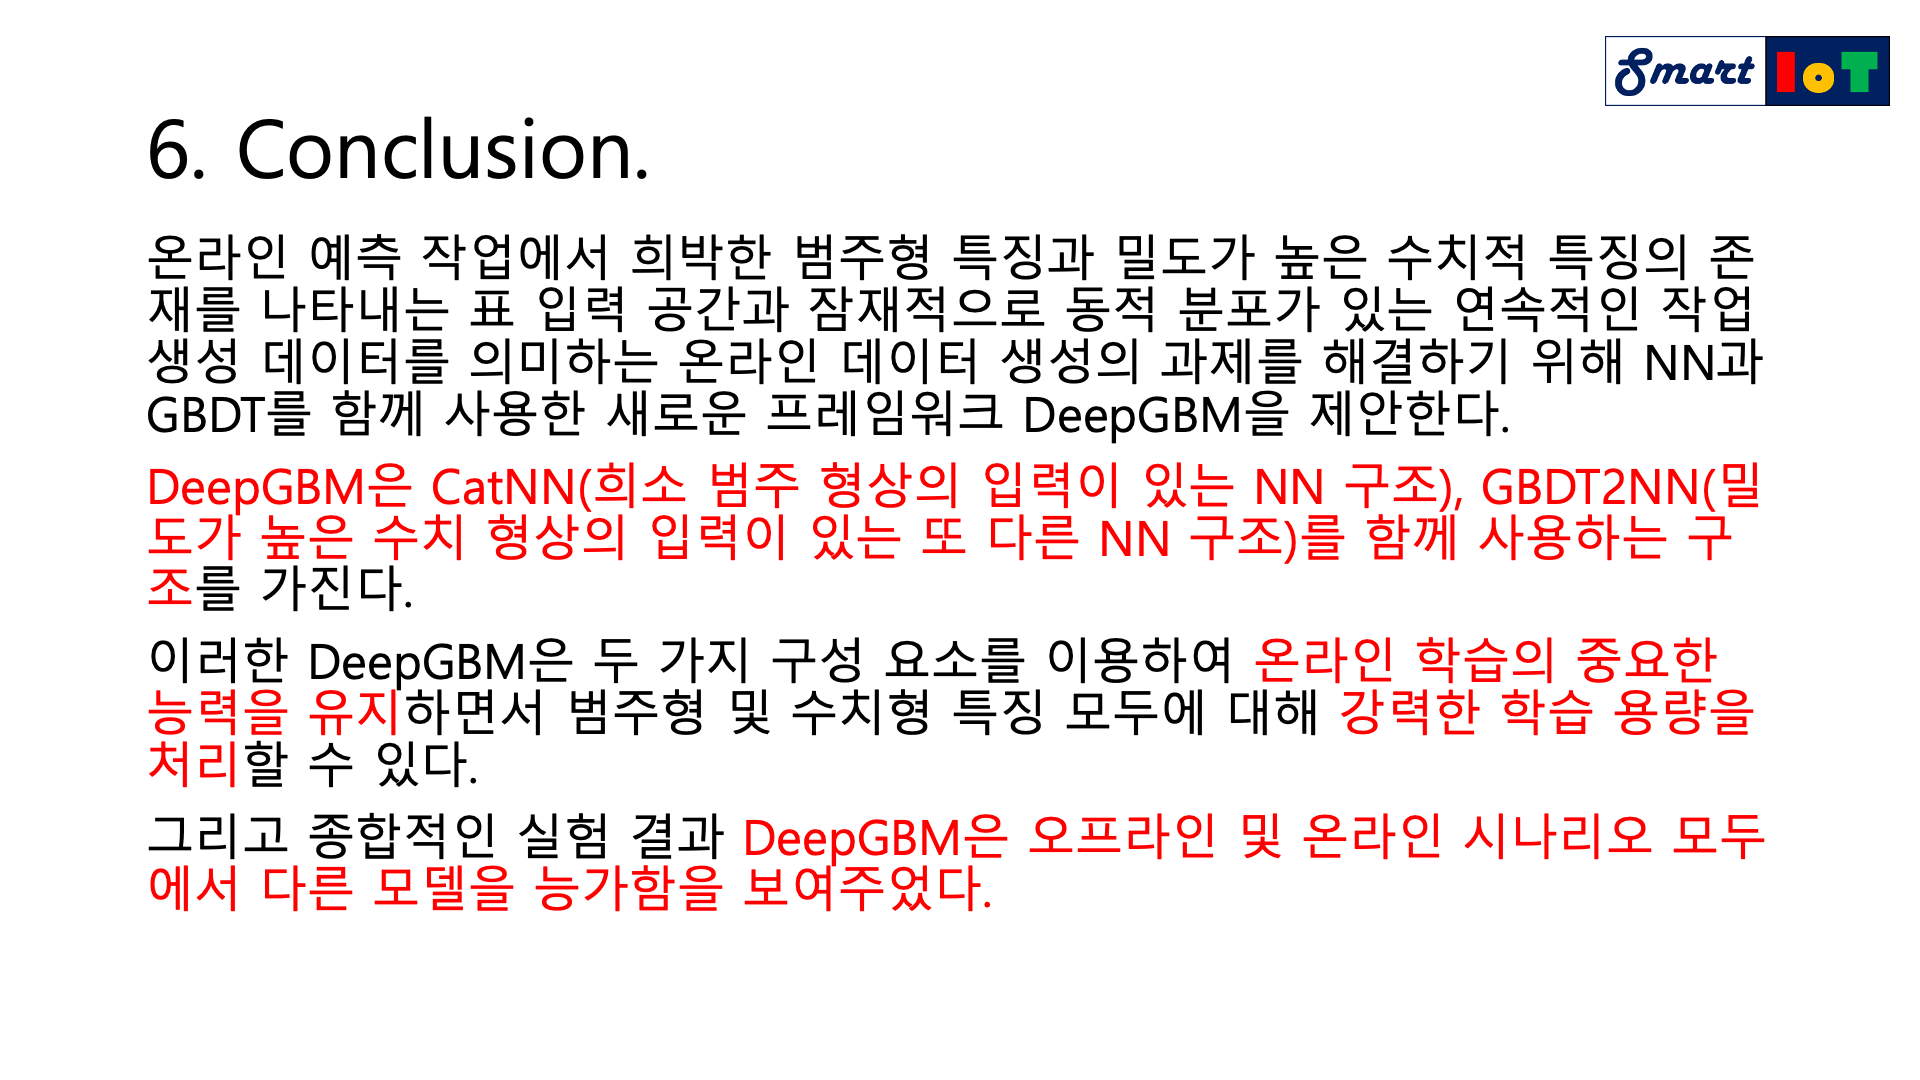 Smart IoT
6. Conclusion.
온라인 예측 작업에서 희박한 범주형 특징과 밀도가 높은 수치적 특징의 존
재를 나타내는 표 입력 공간과 잠재적으로 동적 분포가 있는 연속적인 작업
생성 데이터를 의미하는 온라인 데이터 생성의 과제를 해결하기 위해 NN과
GBDT를 함께 사용한 새로운 프레임워크 DeepGBM을 제안한다.
DeepGBM은 CatNN(희소 범주 형상의 입력이 있는 NN 구조), GBDT2NN(밀
도가 높은 수치 형상의 입력이 있는 또 다른 NN 구조)를 함께 사용하는 구
조를 가진다.
이러한 DeepGBM은 두 가지 구성 요소를 이용하여 온라인 학습의 중요한
능력을 유지하면서 범주형 및 수치형 특징 모두에 대해 강력한 학습 용량을
처리할 수 있다.
그리고 종합적인 실험 결과 DeepGBM은 오프라인 및 온라인 시나리오 모두
에서 다른 모델을 능가함을 보여주었다.